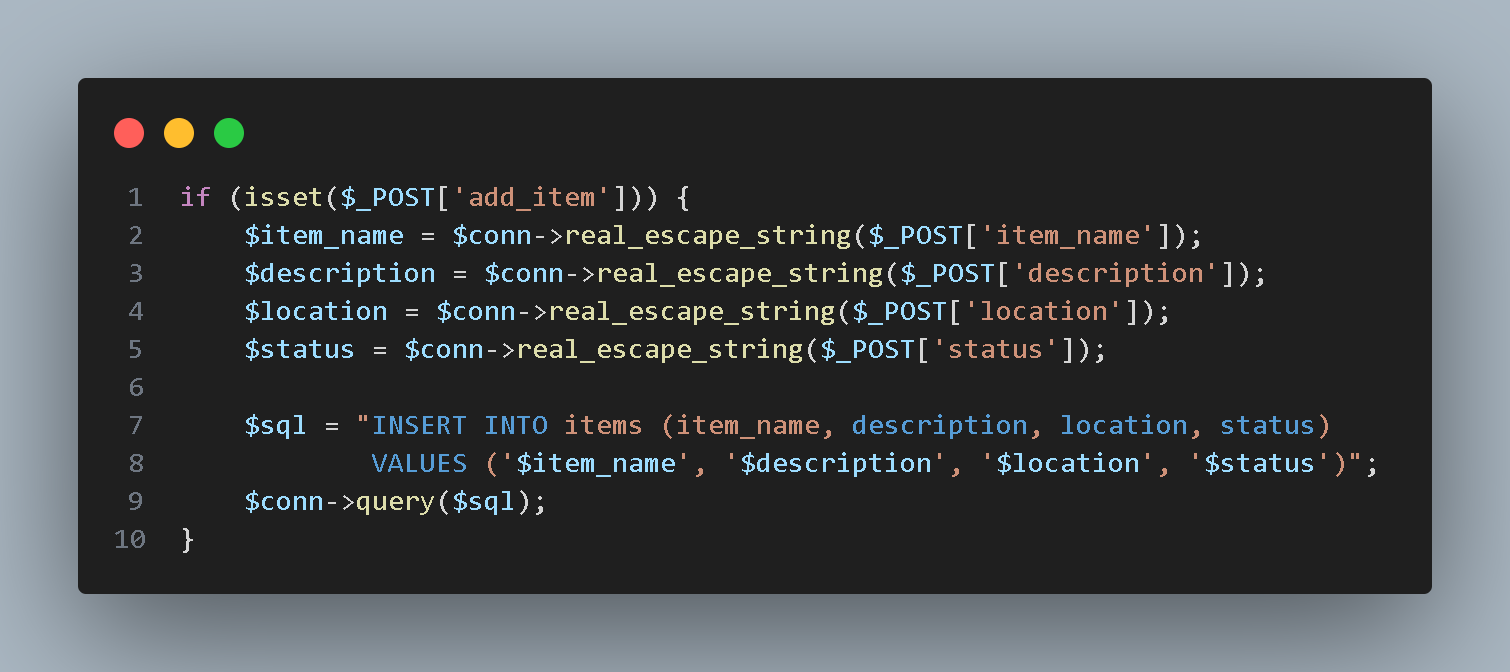 1 if (isset($_POST['add_item'])) {
2     $item_name = $conn->real_escape_string($_POST['item_name']);
3     $description = $conn->real_escape_string($_POST['description']);
4     $location = $conn->real_escape_string($_POST['location']);
5     $status = $conn->real_escape_string($_POST['status']);
6
7     $sql = "INSERT INTO items (item_name, description, location, status)
8             VALUES ('$item_name', '$description', '$location', '$status')";
9     $conn->query($sql);
10 }